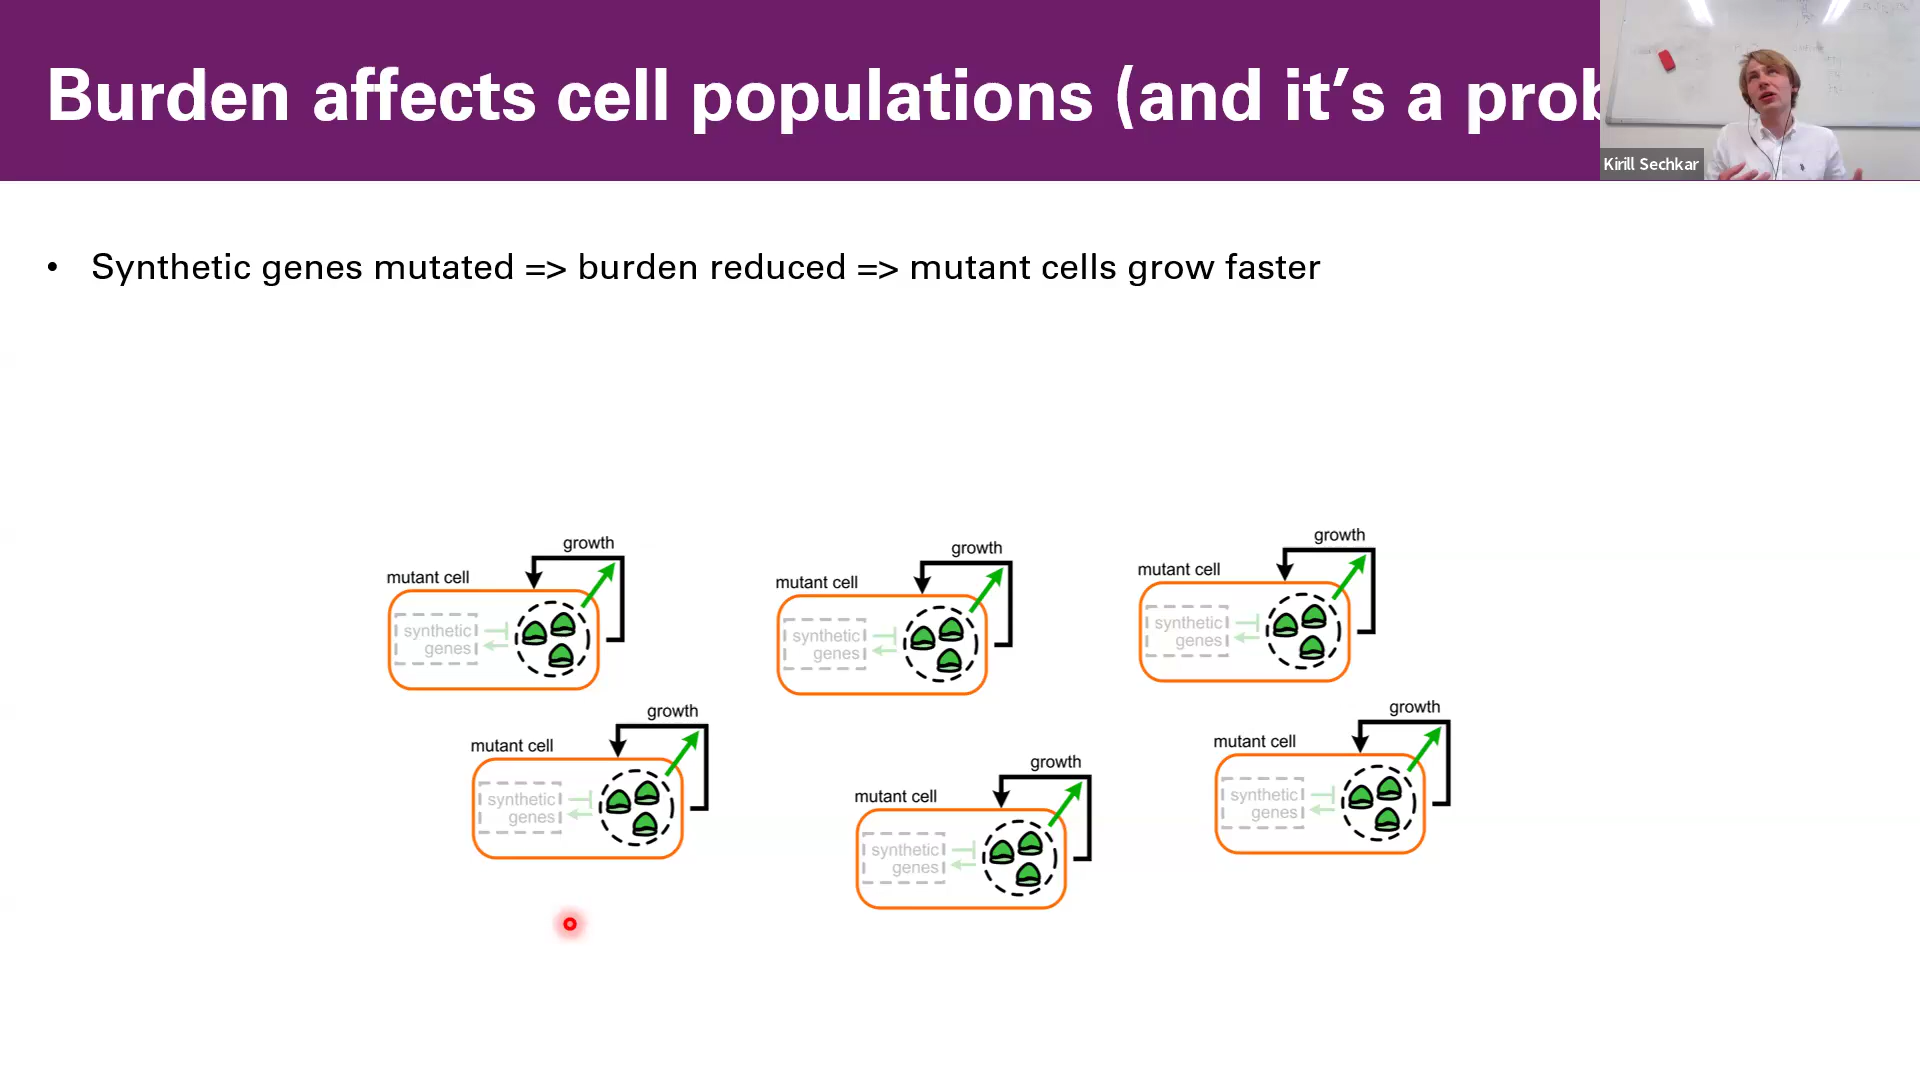 Burden affects cell populations (and it's a prob
Kirill Sechkar
• Synthetic genes mutated => burden reduced => mutant cells grow faster
growth
mutant cell
synthetic
genes
growth
mutant cell
synthetic
genes
growth
mutant cell
synthetic
genes
growth
mutant cell
synthetic
genes
growth
mutant cell
synthetic
genes
growth
mutant cell
synthetic
genes